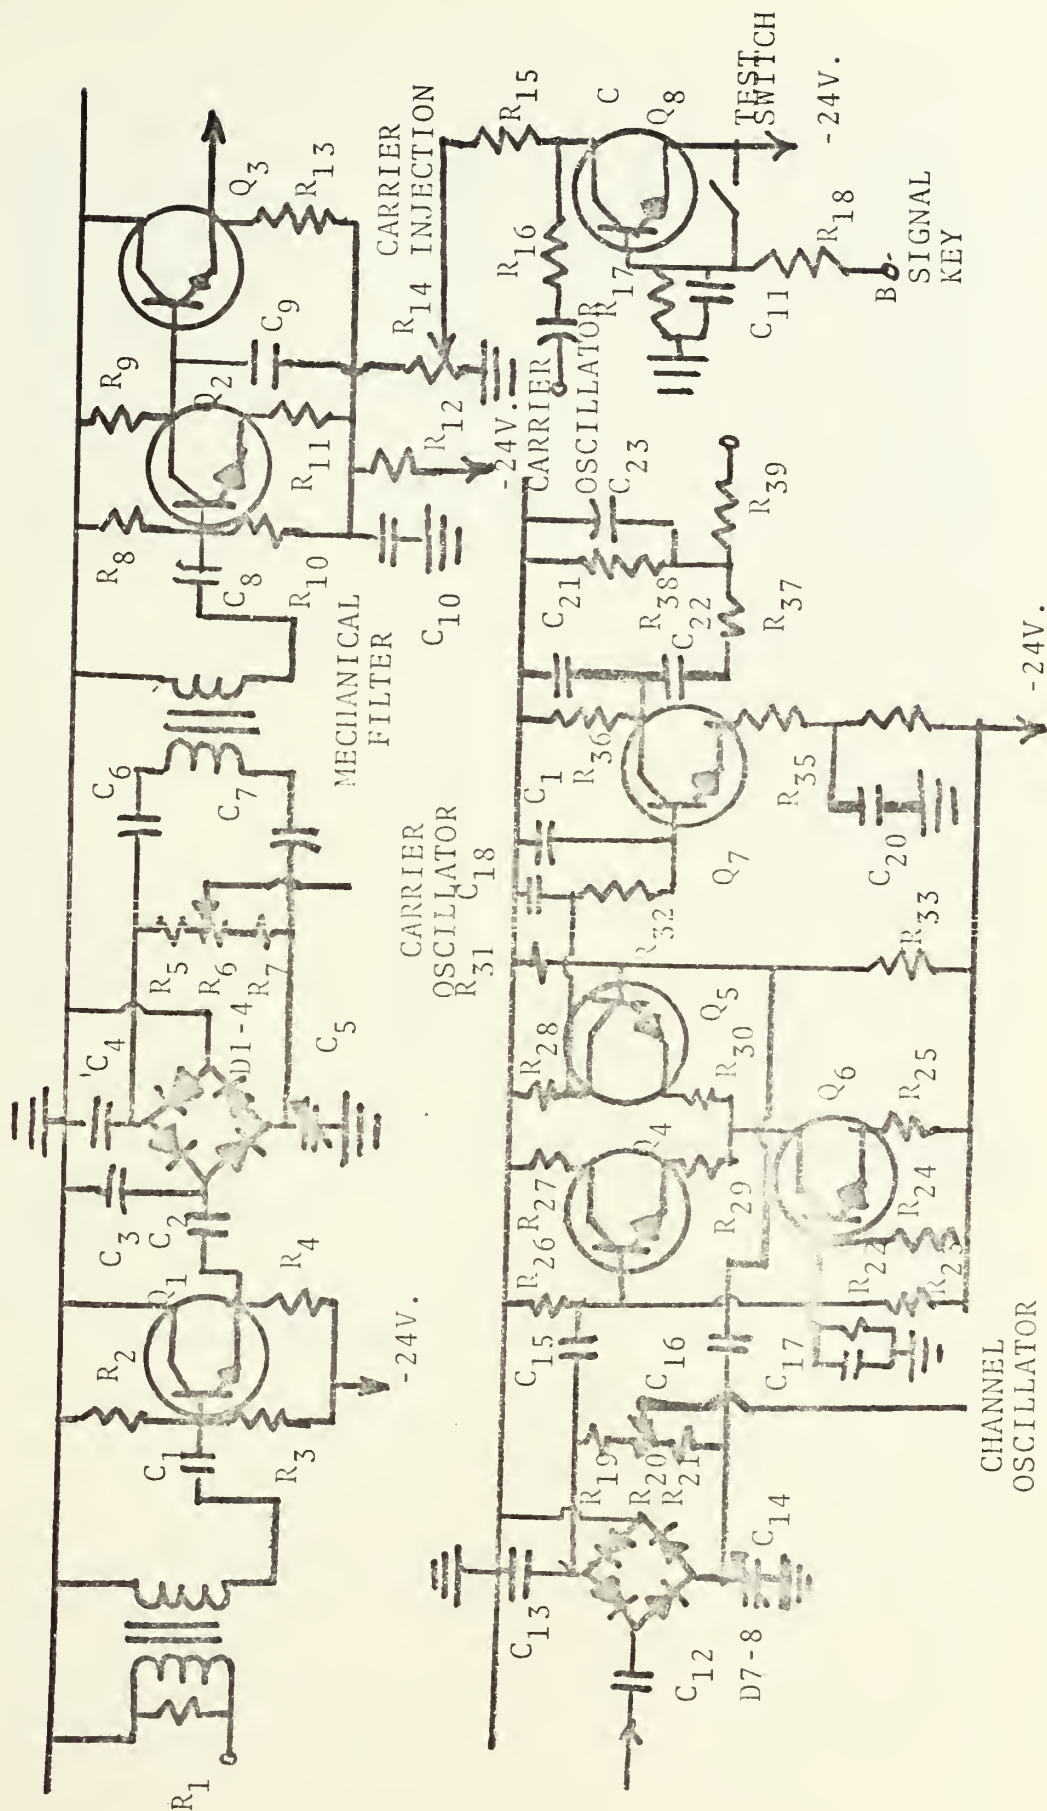 R1
C1
R2
R3
Q1
R4
-24V.
C2
C3
'C4
D1-4
C5
R5
R6
R7
C6
C7
MECHANICAL
FILTER
C8
R8
R10
R9
Q2
R11
C10
C9
R12
-24V.
Q3
R13
R14
CARRIER
INJECTION
R15
C
Q8
R16
CARRIER
OSCILLATOR
R17
C11
R18
TEST
SWITCH
-24V.
B
SIGNAL
KEY
C12
D7-8
C13
C14
R19
R20
R21
C15
C16
C17
CHANNEL
OSCILLATOR
R26
R27
R29
R28
R30
Q5
Q6
R22
R24
R25
CARRIER
OSCILLATOR
R31
C18
R32
R33
C1
Q7
R36
R35
C20
C21
C22
R38
C23
R37
R39
-24V.